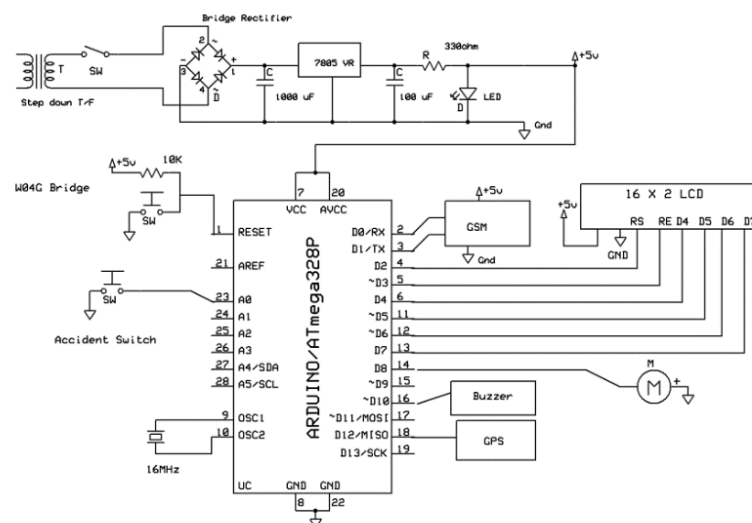 Bridge Rectifier
2 ~
T SW 3 - + 1 C 7805 VR C R 330ohm +5v
4 ~ D 1000 uF 100 uF LED D
Step down T/F Gnd
+5v 10K
W04G Bridge SW
7 20
VCC AVCC
+5v
16 X 2 LCD
+5v
RS RE D4 D5 D6 D7
GND
GSM
Gnd
ARDUINO/ATmega328P
1 RESET
21 AREF
23 A0
24 A1
25 A2
26 A3
27 A4/SDA
28 A5/SCL
9 OSC1
10 OSC2
D0/RX 2
D1/TX 3
D2 4
~D3 5
D4 6
~D5 11
~D6 12
D7 13
D8 14
~D9 15
~D10 16
~D11/MOSI 17
D12/MISO 18
D13/SCK 19
SW
Accident Switch
16MHz
M
M +
Buzzer
GPS
UC GND GND
8 22